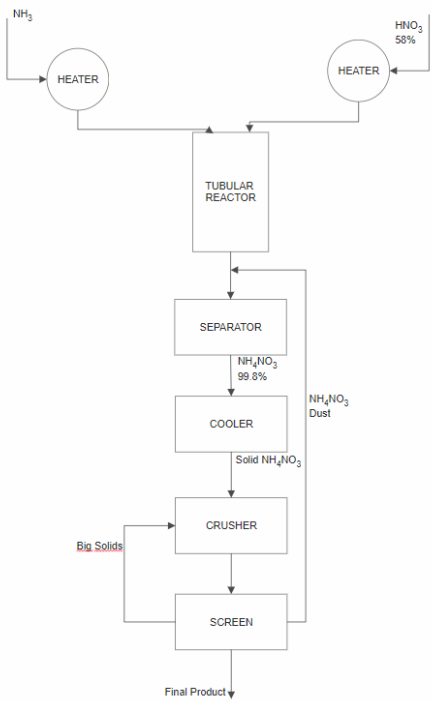 NH₃
HNO₃
58%
HEATER
HEATER
TUBULAR
REACTOR
SEPARATOR
NH₄NO₃
99.8%
NH₄NO₃
Dust
COOLER
Solid NH₄NO₃
CRUSHER
Big Solids
SCREEN
Final Product